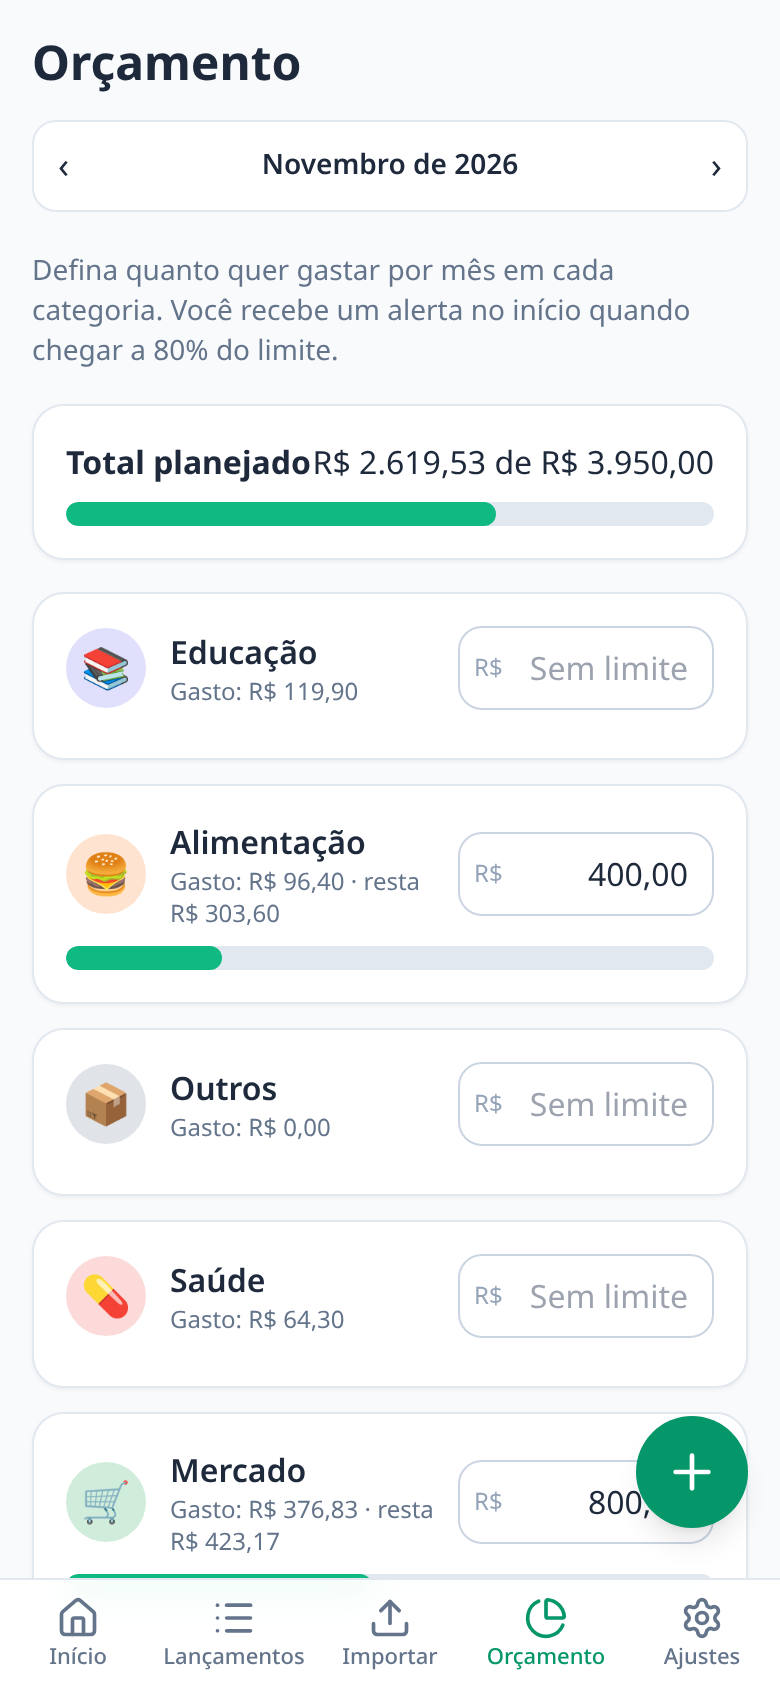 Orçamento
‹ Novembro de 2026 ›
Defina quanto quer gastar por mês em cada
categoria. Você recebe um alerta no início quando
chegar a 80% do limite.
Total planejado R$ 2.619,53 de R$ 3.950,00
Educação
Gasto: R$ 119,90
R$ Sem limite
Alimentação
Gasto: R$ 96,40 · resta
R$ 303,60
R$ 400,00
Outros
Gasto: R$ 0,00
R$ Sem limite
Saúde
Gasto: R$ 64,30
R$ Sem limite
Mercado
Gasto: R$ 376,83 · resta
R$ 423,17
R$ 800,
Início
Lançamentos
Importar
Orçamento
Ajustes